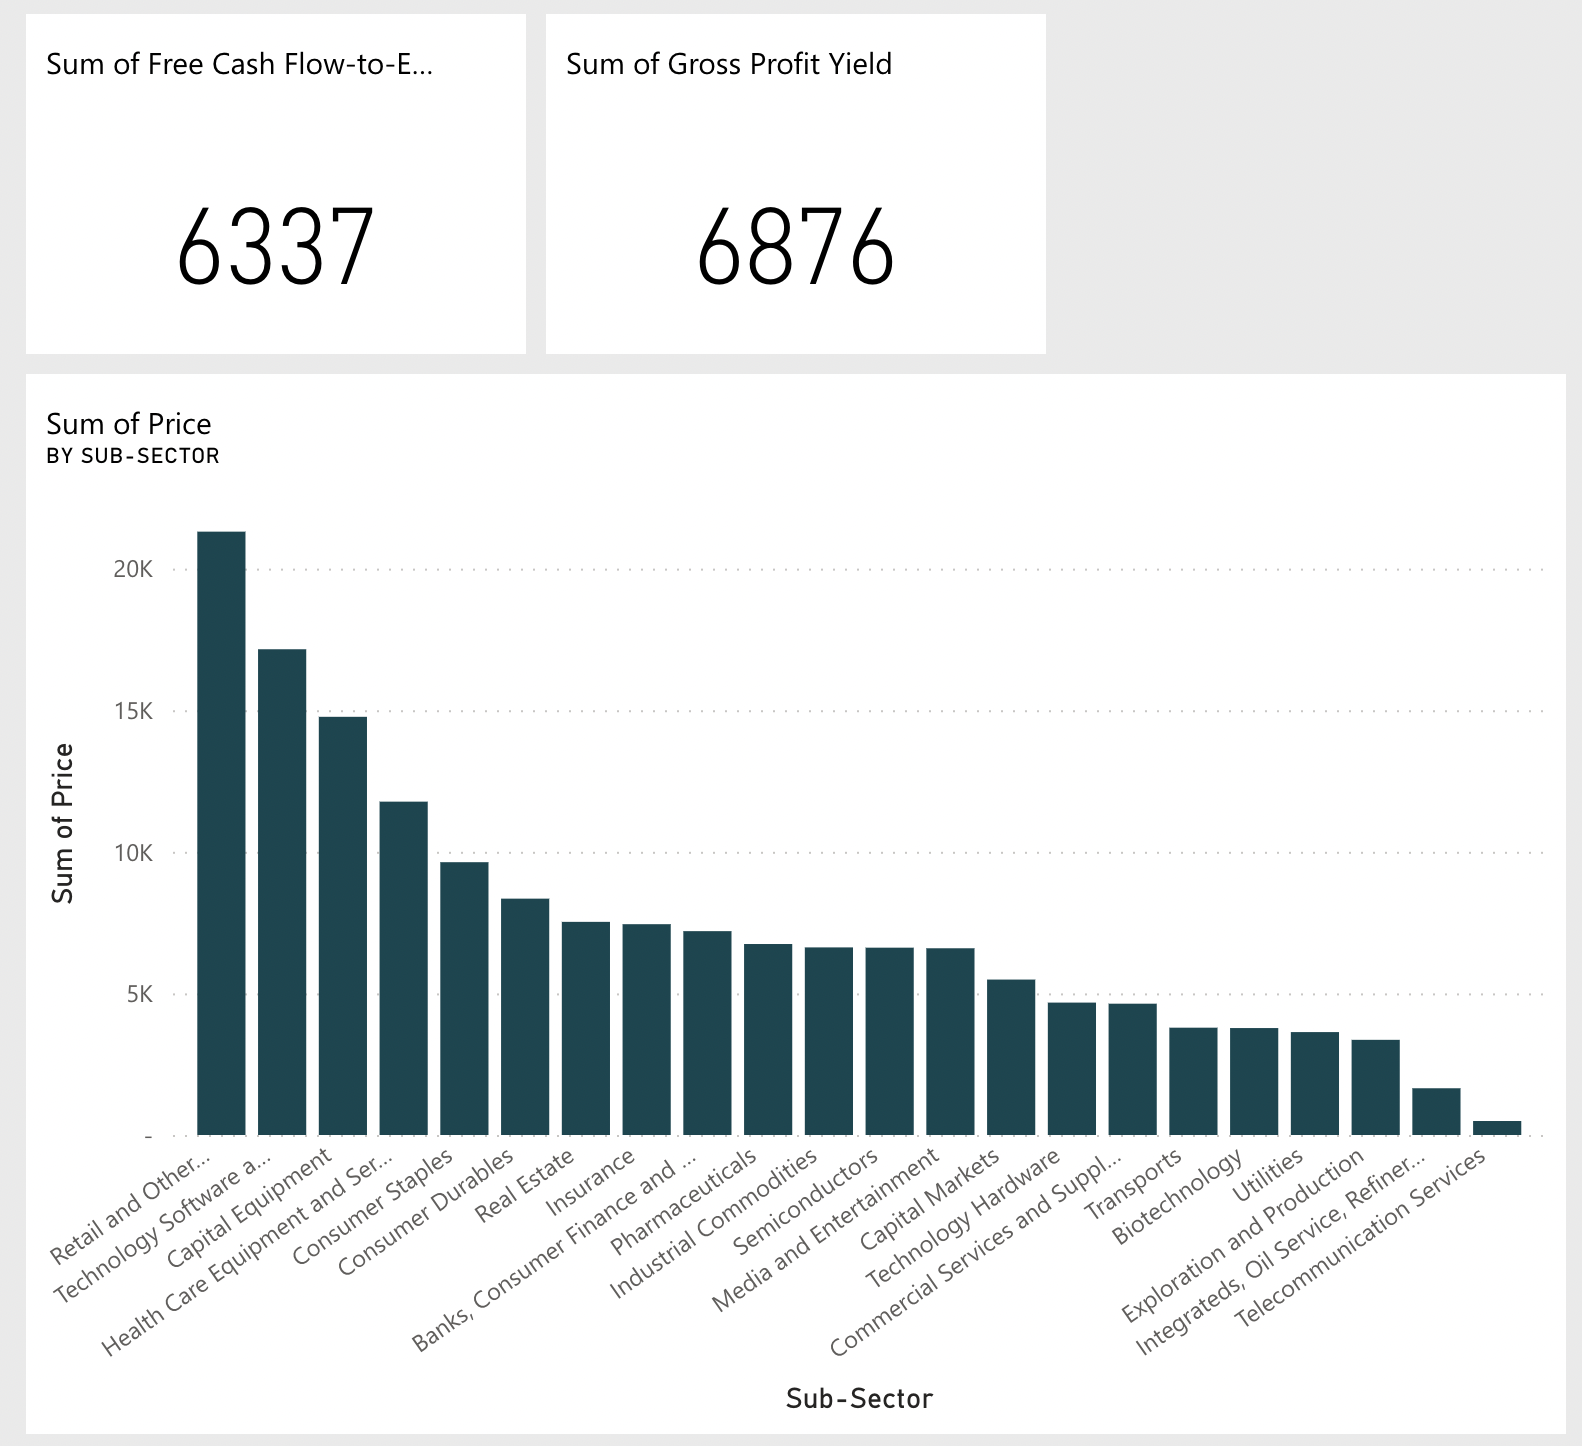 Sum of Free Cash Flow-to-E...
Sum of Gross Profit Yield
6337
6876
Sum of Price
BY SUB-SECTOR
20K
15K
10K
5K
-
Sum of Price
Retail and Other...
Technology Software a...
Capital Equipment
Health Care Equipment and Ser...
Consumer Staples
Consumer Durables
Real Estate
Insurance
Banks, Consumer Finance and ...
Pharmaceuticals
Industrial Commodities
Semiconductors
Media and Entertainment
Capital Markets
Technology Hardware
Commercial Services and Suppl...
Transports
Biotechnology
Utilities
Exploration and Production
Integrateds, Oil Service, Refiner...
Telecommunication Services
Sub-Sector